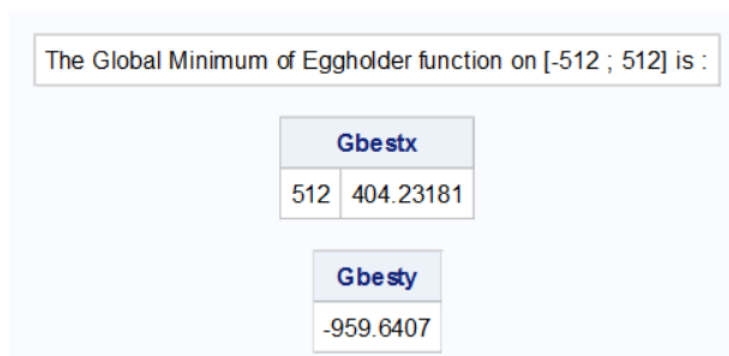 The Global Minimum of Eggholder function on [-512 ; 512] is :
Gbestx
512 404.23181
Gbesty
-959.6407